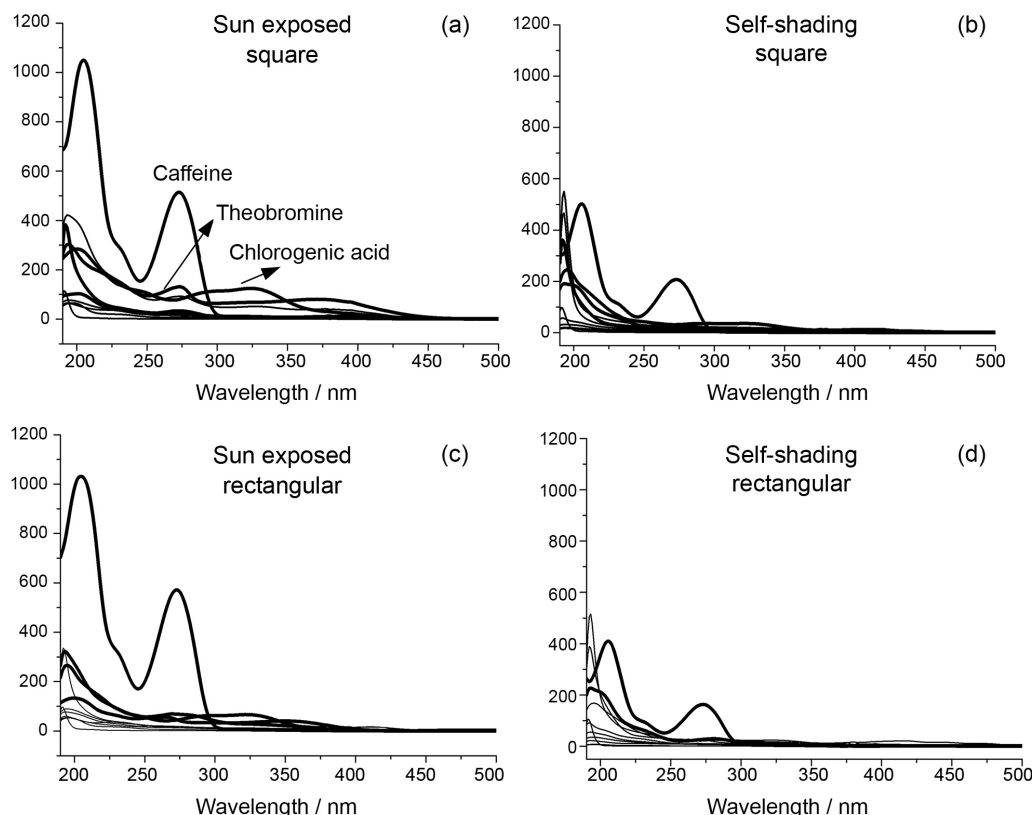 Sun exposed
square
(a)
1200
1000
800
600
400
200
0
Caffeine
Theobromine
Chlorogenic acid
200 250 300 350 400 450 500
Wavelength / nm
Self-shading
square
(b)
1200
1000
800
600
400
200
0
200 250 300 350 400 450 500
Wavelength / nm
Sun exposed
rectangular
(c)
1200
1000
800
600
400
200
0
200 250 300 350 400 450 500
Wavelength / nm
Self-shading
rectangular
(d)
1200
1000
800
600
400
200
0
200 250 300 350 400 450 500
Wavelength / nm